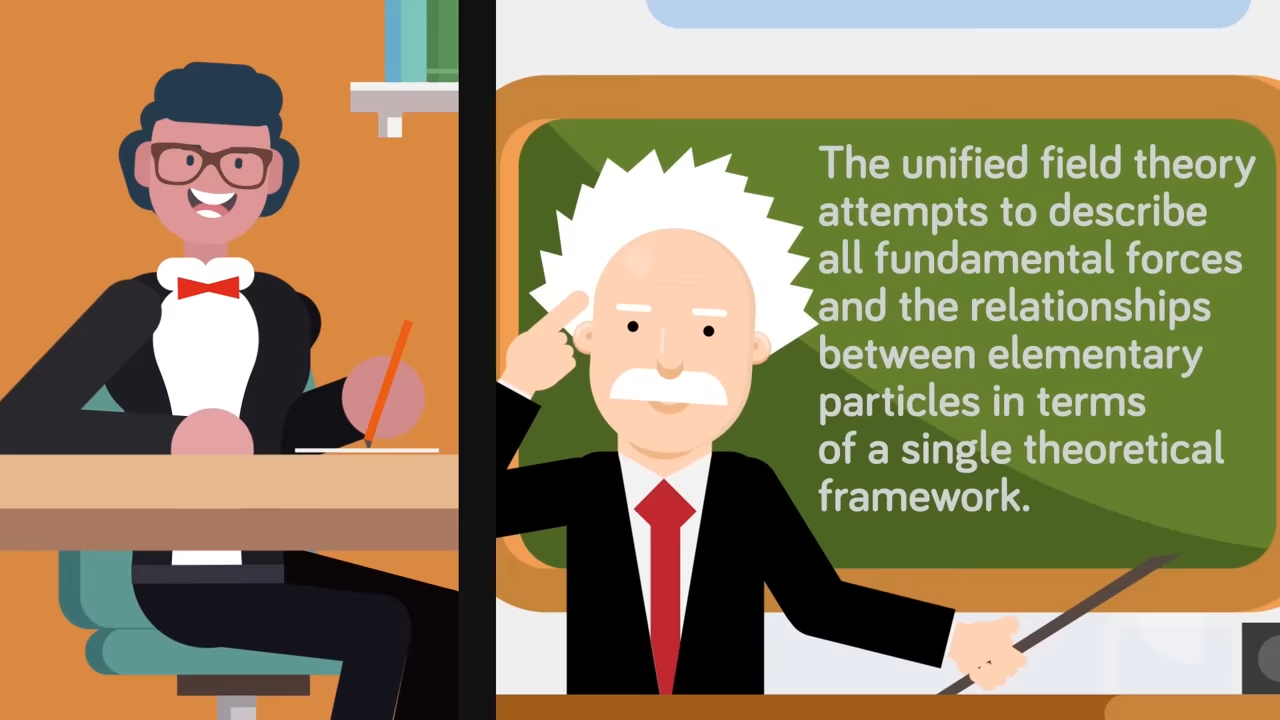 The unified field theory
attempts to describe
all fundamental forces
and the relationships
between elementary
particles in terms
of a single theoretical
framework.